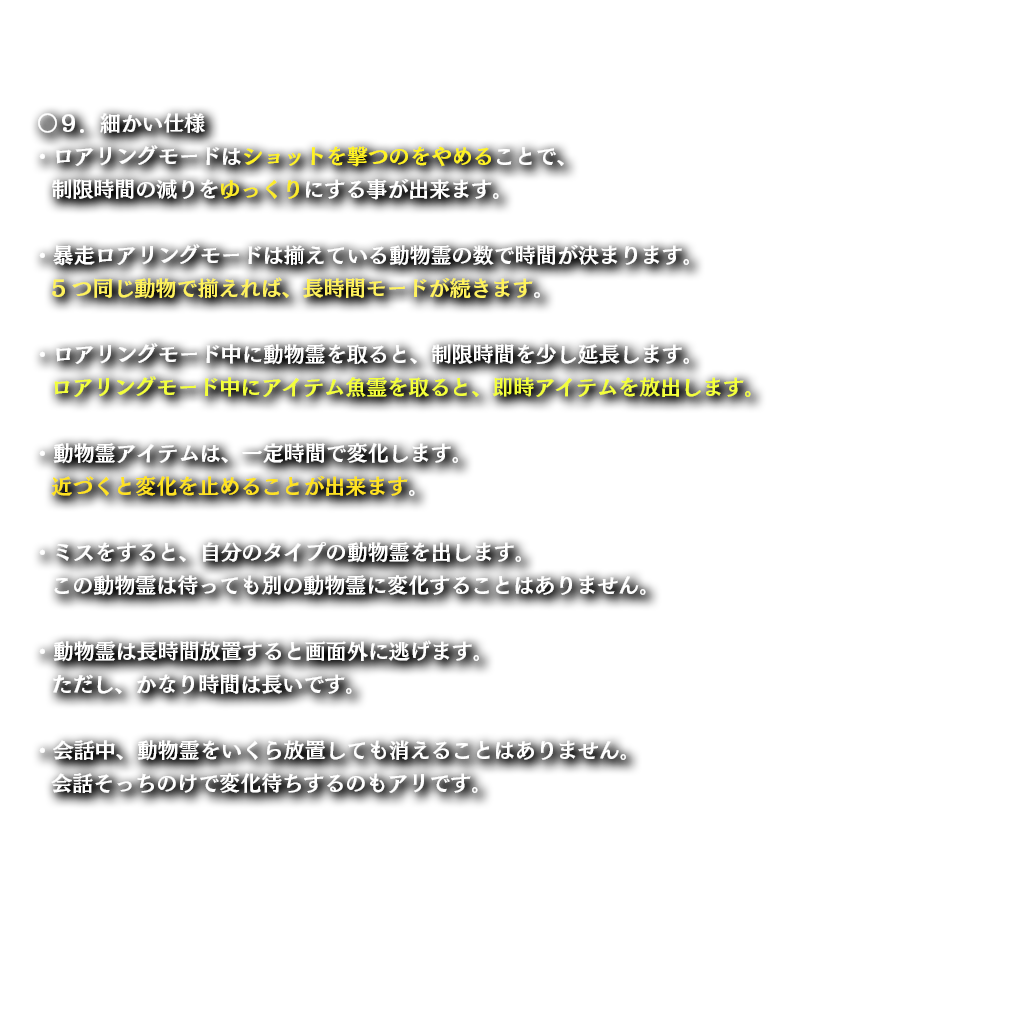 〇９．細かい仕様
・ロアリングモードはショットを撃つのをやめることで、
制限時間の減りをゆっくりにする事が出来ます。
・暴走ロアリングモードは揃えている動物霊の数で時間が決まります。
５つ同じ動物で揃えれば、長時間モードが続きます。
・ロアリングモード中に動物霊を取ると、制限時間を少し延長します。
ロアリングモード中にアイテム魚霊を取ると、即時アイテムを放出します。
・動物霊アイテムは、一定時間で変化します。
近づくと変化を止めることが出来ます。
・ミスをすると、自分のタイプの動物霊を出します。
この動物霊は待っても別の動物霊に変化することはありません。
・動物霊は長時間放置すると画面外に逃げます。
ただし、かなり時間は長いです。
・会話中、動物霊をいくら放置しても消えることはありません。
会話そっちのけで変化待ちするのもアリです。